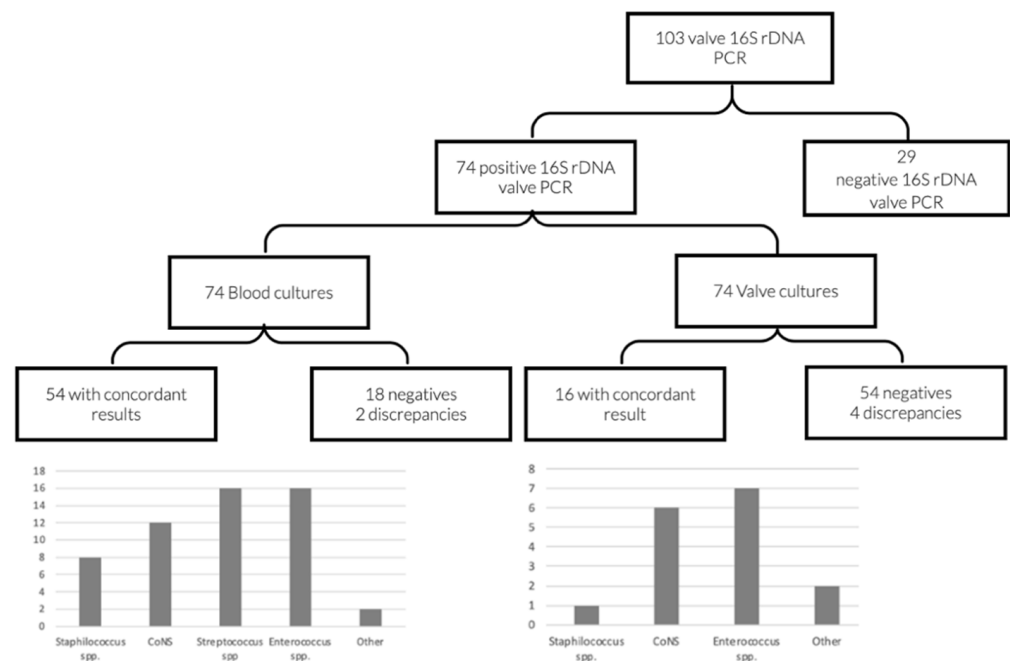 103 valve 16S rDNA
PCR
74 positive 16S rDNA
valve PCR
29
negative 16S rDNA
valve PCR
74 Blood cultures
74 Valve cultures
54 with concordant
results
18 negatives
2 discrepancies
16 with concordant
result
54 negatives
4 discrepancies
18
16
14
12
10
8
6
4
2
0
Staphilococcus
spp.
CoNS
Streptococcus
spp
Enterococcus
spp.
Other
8
7
6
5
4
3
2
1
0
Staphilococcus
spp.
CoNS
Enterococcus
spp.
Other